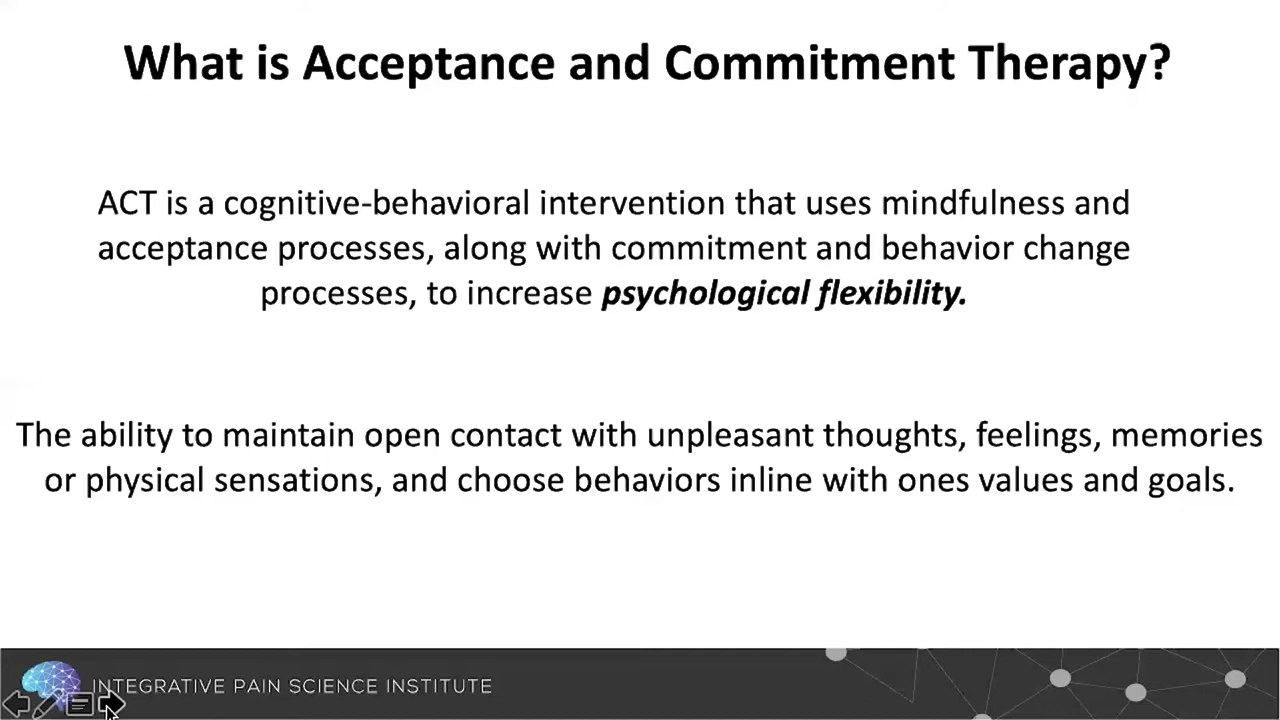 What is Acceptance and Commitment Therapy?
ACT is a cognitive-behavioral intervention that uses mindfulness and
acceptance processes, along with commitment and behavior change
processes, to increase psychological flexibility.
The ability to maintain open contact with unpleasant thoughts, feelings, memories
or physical sensations, and choose behaviors inline with ones values and goals.
INTEGRATIVE PAIN SCIENCE INSTITUTE